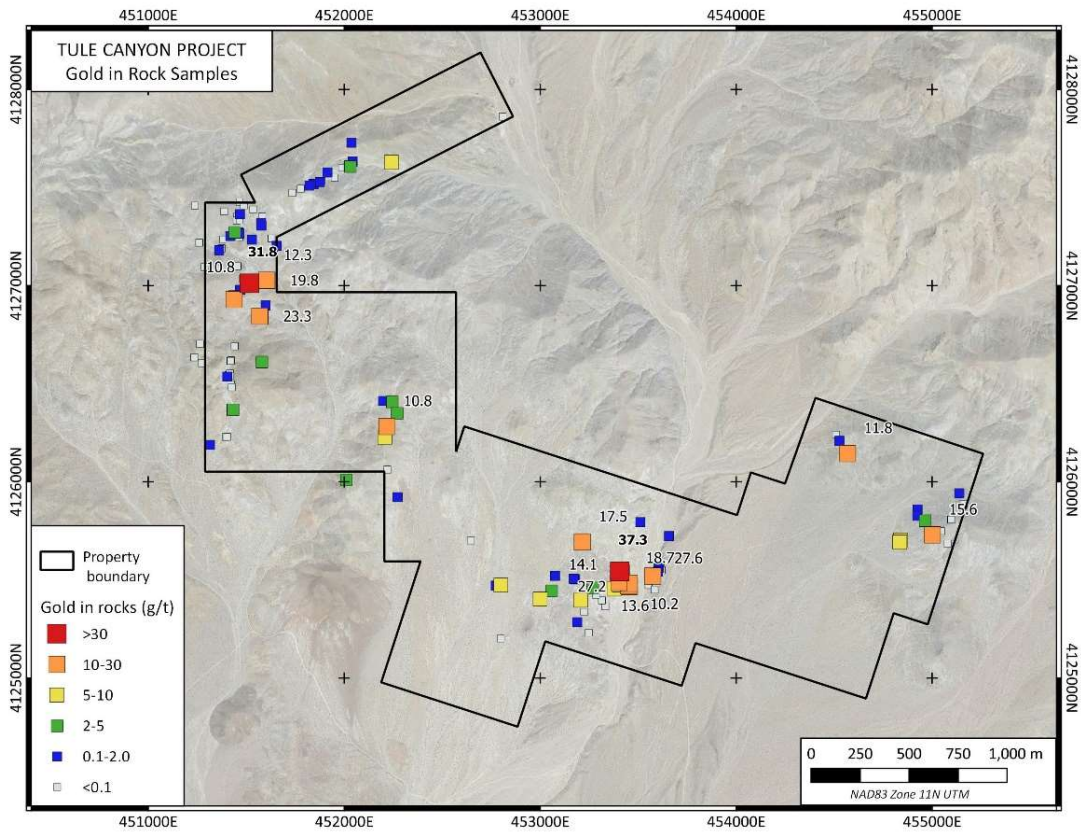 451000E 452000E 453000E 454000E 455000E
TULE CANYON PROJECT
Gold in Rock Samples
4128000N 4128000N
31.8 12.3
10.8
19.8
4127000N 4127000N
23.3
10.8
11.8
4126000N 4126000N
15.6
17.5
37.3
18.7 27.6
14.1
27.2
13.6 10.2
4125000N 4125000N
Property
boundary
Gold in rocks (g/t)
>30
10-30
5-10
2-5
0.1-2.0
<0.1
0 250 500 750 1,000 m
NAD83 Zone 11N UTM
451000E 452000E 453000E 454000E 455000E